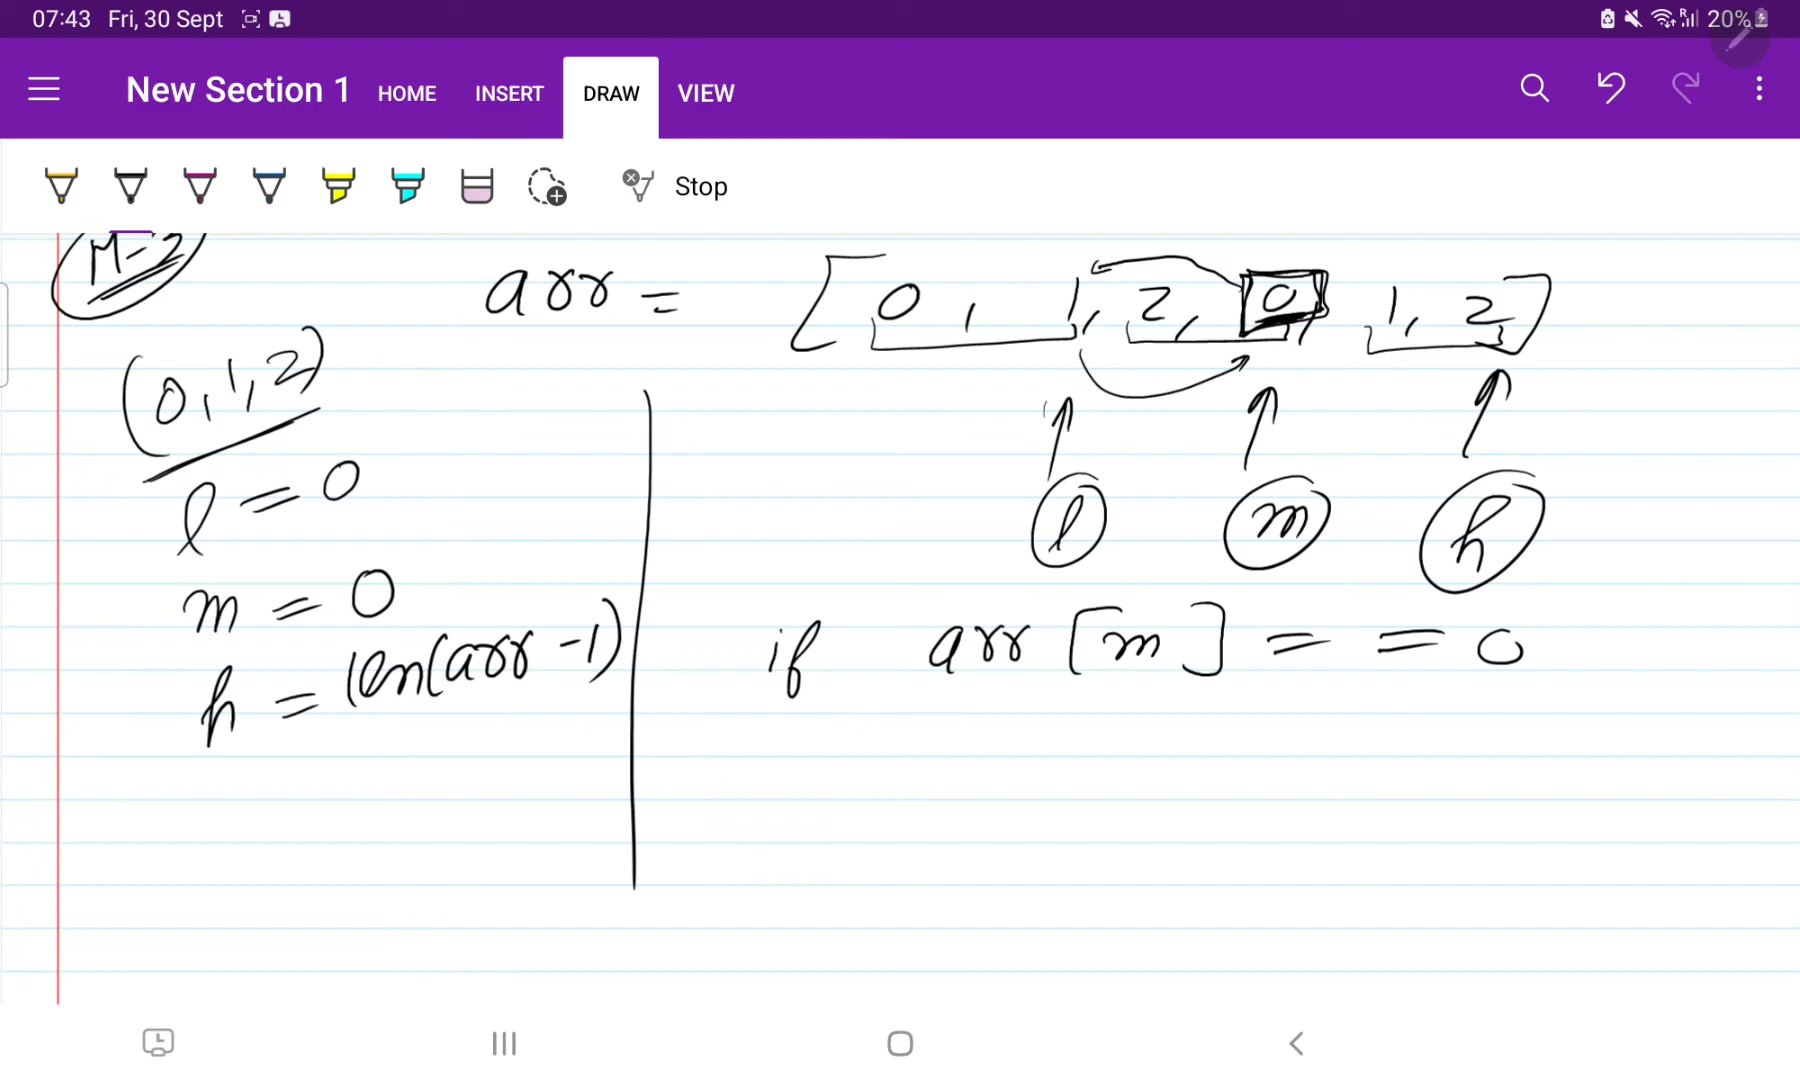 07:43 Fri, 30 Sept 20%
New Section 1 HOME INSERT DRAW VIEW
Stop
M-2
arr = [0, 1, 2, 0, 1, 2]
(0,1,2)
l = 0
l m h
m = 0
h = len(arr -1)
if arr[m] == 0